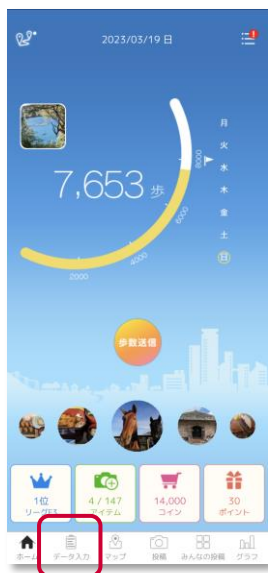 2023/03/19 日
月
火
水
木
金
土
日
7,653 歩
8000
6000
4000
2000
歩数送信
1位
リーグE3
4 / 147
アイテム
14,000
コイン
30
ポイント
ホーム
データ入力
マップ
投稿
みんなの投稿
グラフ